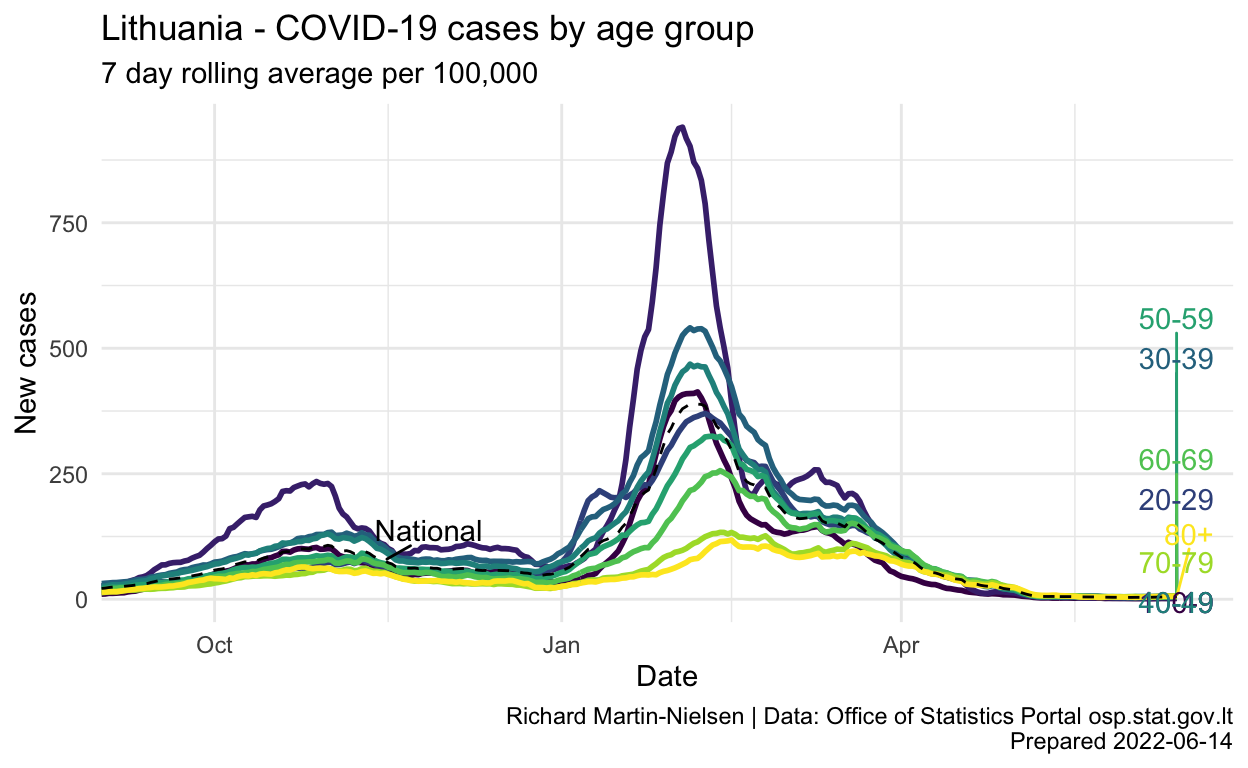 Lithuania - COVID-19 cases by age group
7 day rolling average per 100,000
New cases
750
500
250
0
National
50-59
30-39
60-69
20-29
80+
70-79
40-49
Oct
Jan
Apr
Date
Richard Martin-Nielsen | Data: Office of Statistics Portal osp.stat.gov.lt
Prepared 2022-06-14